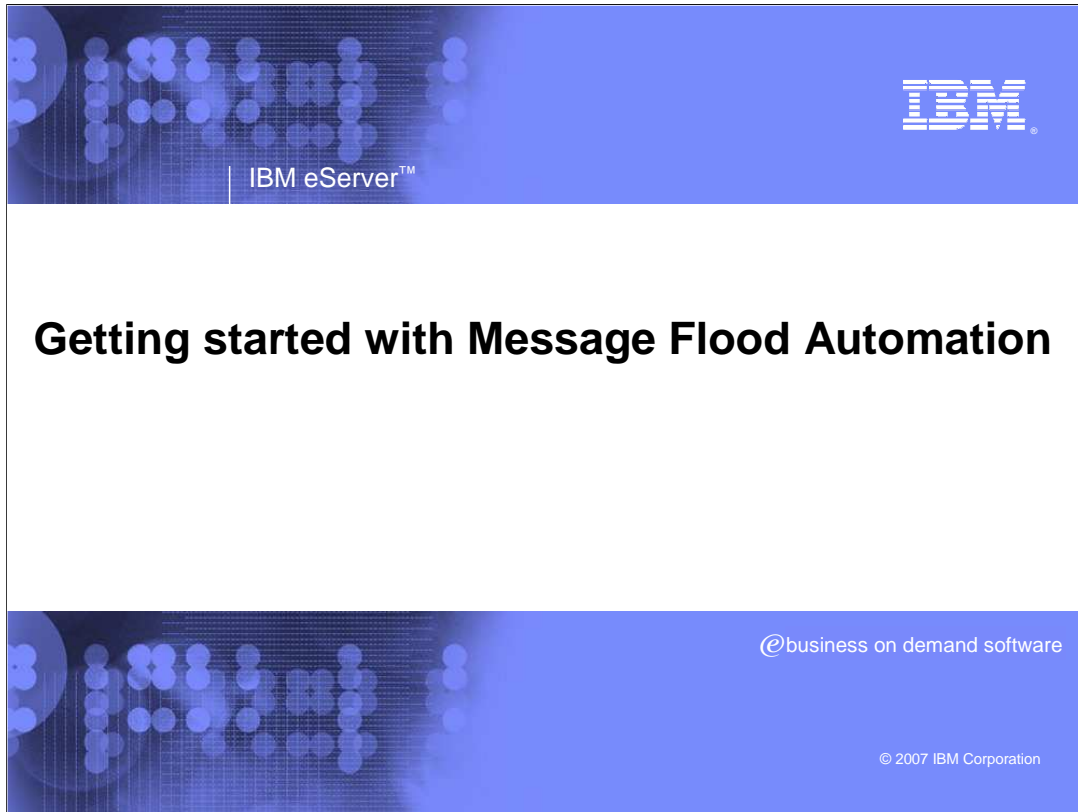 IBM®
IBM eServer™
Getting started with Message Flood Automation
@business on demand software
© 2007 IBM Corporation